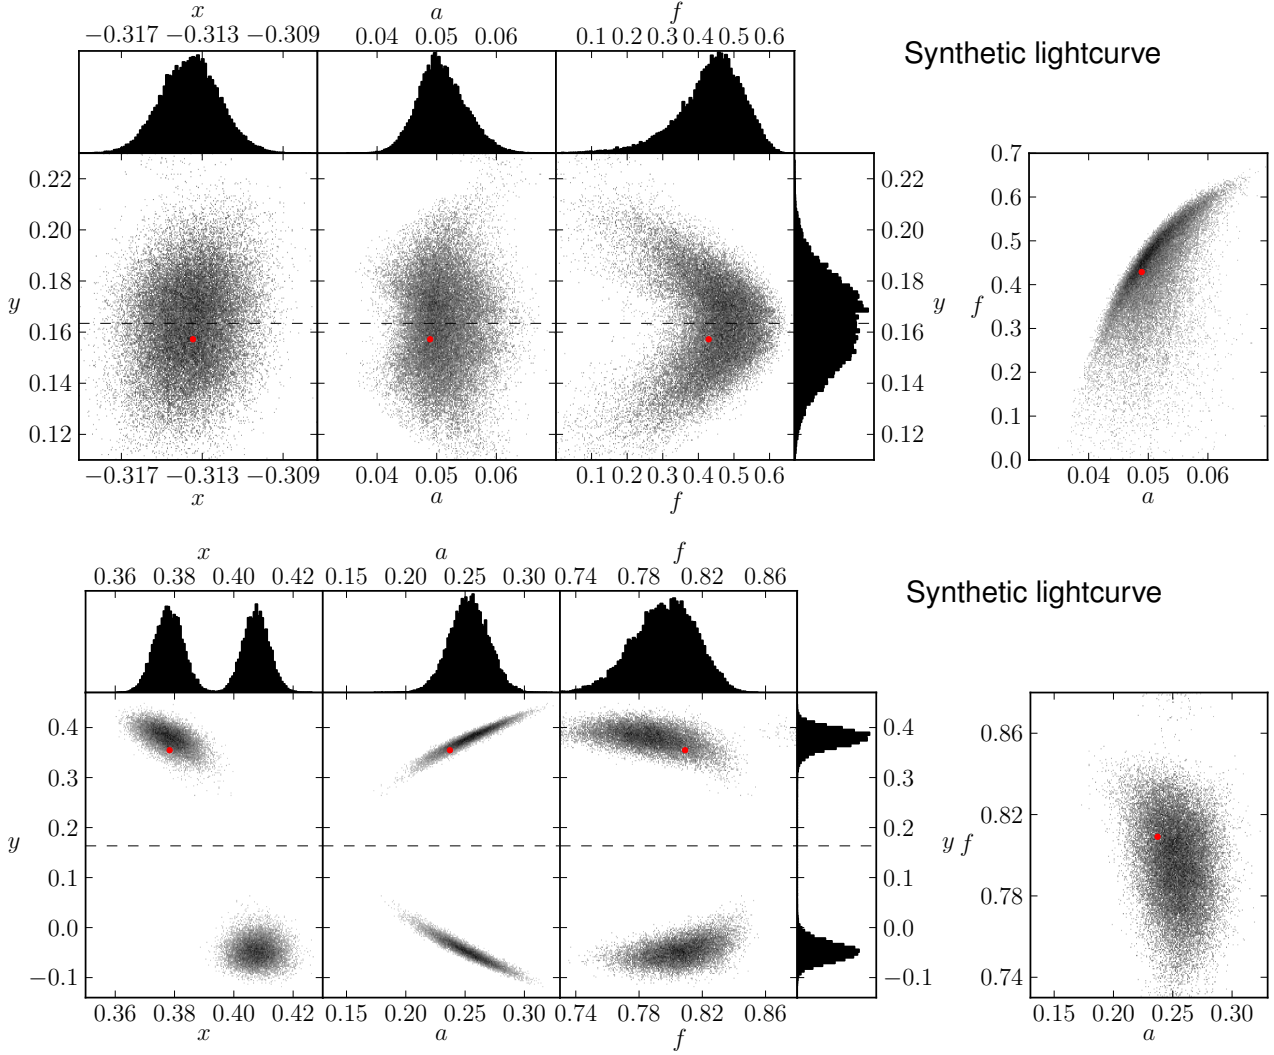 x a f
−0.317 −0.313 −0.309 0.04 0.05 0.06 0.1 0.2 0.3 0.4 0.5 0.6
Synthetic lightcurve
0.22 0.22 0.7
0.20 0.20 0.6
0.18 0.18 0.5
y y f 0.4
0.16 0.16 0.3
0.14 0.14 0.2
0.12 0.12 0.1
0.0
−0.317 −0.313 −0.309 0.04 0.05 0.06 0.1 0.2 0.3 0.4 0.5 0.6 0.04 0.05 0.06
x a f a
x a f
0.36 0.38 0.40 0.42 0.15 0.20 0.25 0.30 0.74 0.78 0.82 0.86
Synthetic lightcurve
0.4 0.4 0.86
0.3 0.3
0.2 0.2 0.82
y y f
0.1 0.1 0.78
0.0 0.0
−0.1 −0.1 0.74
0.36 0.38 0.40 0.42 0.15 0.20 0.25 0.30 0.74 0.78 0.82 0.86 0.15 0.20 0.25 0.30
x a f a